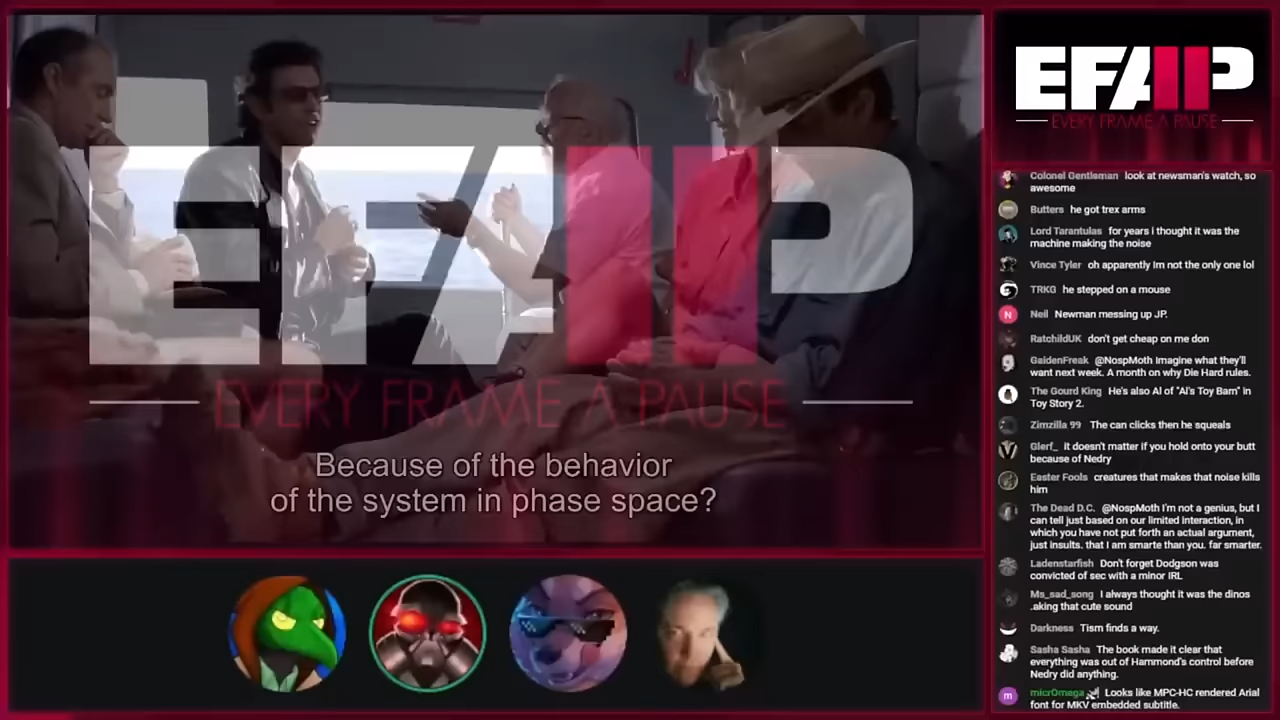 EFAP
EVERY FRAME A PAUSE
Because of the behavior
of the system in phase space?
EFAP
EVERY FRAME A PAUSE
Colonel Gentleman look at newsman's watch, so
awesome
Butters he got trex arms
Lord Tarantulas for years i thought it was the
machine making the noise
Vince Tyler oh apparently Im not the only one lol
TRKG he stepped on a mouse
N
Neil Newman messing up JP.
RatchildUK don't get cheap on me don
GaidenFreak @NospMoth Imagine what they'll
want next week. A month on why Die Hard rules.
The Gourd King He's also Al of "Al's Toy Barn" in
Toy Story 2.
Zimzilla 99 The can clicks then he squeals
Glerf_ it doesn't matter if you hold onto your butt
because of Nedry
Easter Fools creatures that makes that noise kills
him
The Dead D.C. @NospMoth I'm not a genius, but I
can tell just based on our limited interaction, in
which you have not put forth an actual argument,
just insults. that I am smarte than you. far smarter.
Ladenstarfish Don't forget Dodgson was
convicted of sec with a minor IRL
Ms_sad_song I always thought it was the dinos
.aking that cute sound
Darkness Tism finds a way.
Sasha Sasha The book made it clear that
everything was out of Hammond's control before
Nedry did anything.
m
micrOmega Looks like MPC-HC rendered Arial
font for MKV embedded subtitle.